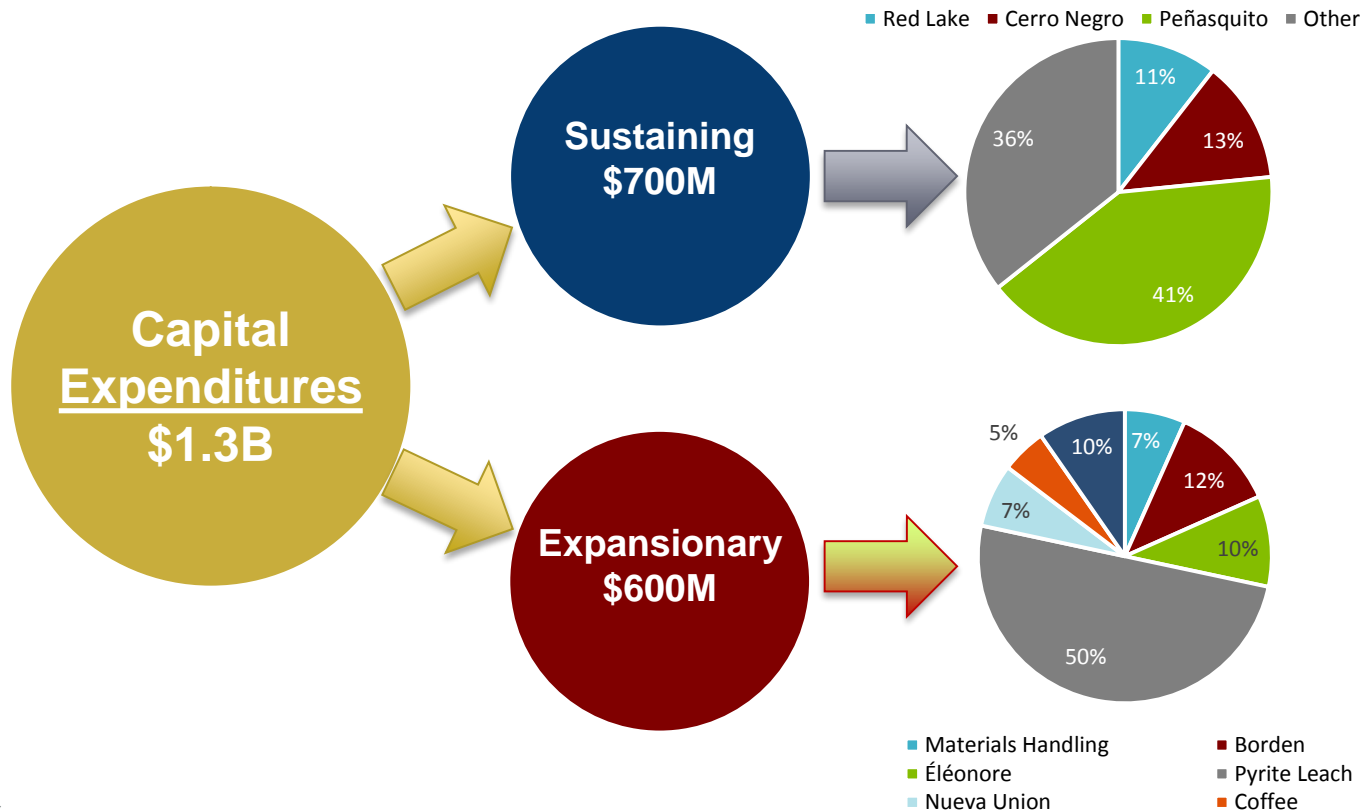 Red Lake Cerro Negro Peñasquito Other
11%
13%
41%
36%
Sustaining
$700M
Capital
Expenditures
$1.3B
Expansionary
$600M
7%
12%
10%
50%
7%
5%
10%
Materials Handling Borden
Éléonore Pyrite Leach
Nueva Union Coffee